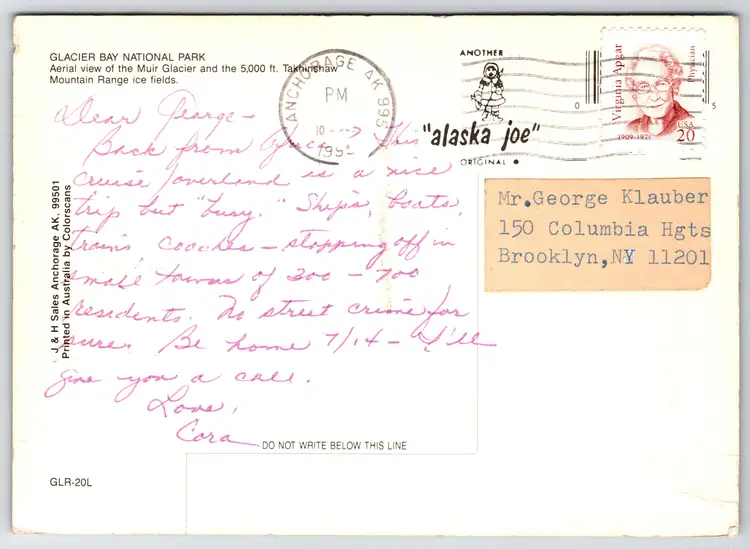 GLACIER BAY NATIONAL PARK
Aerial view of the Muir Glacier and the 5,000 ft. Takhinshaw
Mountain Range ice fields.
Dear George –
Back from Africa. This
cruise/overland is a nice
trip but "busy." Ships, boats,
trains, coaches – stopping off in
small towns of 300 – 700
residents. No street crime for
sure. Be home 7/14 – I'll
give you a call.
Love,
Cora
DO NOT WRITE BELOW THIS LINE
GLR-20L
J & H Sales Anchorage AK. 99501
Printed in Australia by Colorscans
ANCHORAGE AK 995
PM
ANOTHER
"alaska joe"
ORIGINAL
Virginia Apgar
Physician
1909-1974
USA
20
Mr.George Klauber
150 Columbia Hgts
Brooklyn,NY 11201